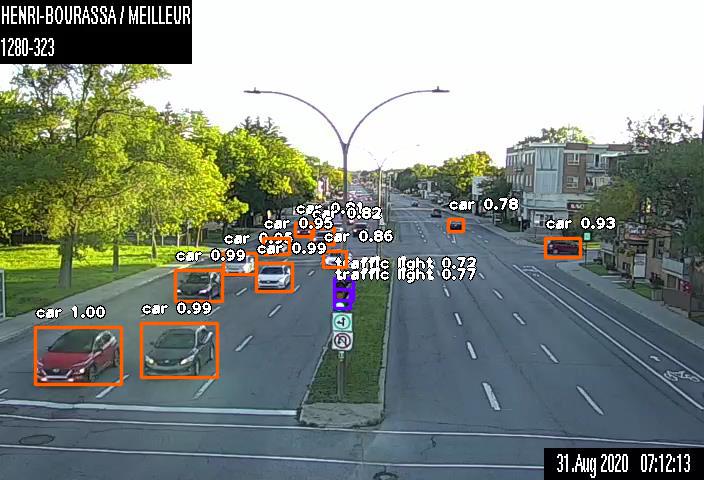 HENRI-BOURASSA / MEILLEUR
1280-323
car 0.82
car 0.78
car 0.95
car 0.93
car 0.86
car 0.99
car 0.99
traffic light 0.72
traffic light 0.77
car 1.00
car 0.99
31.Aug 2020 07:12:13